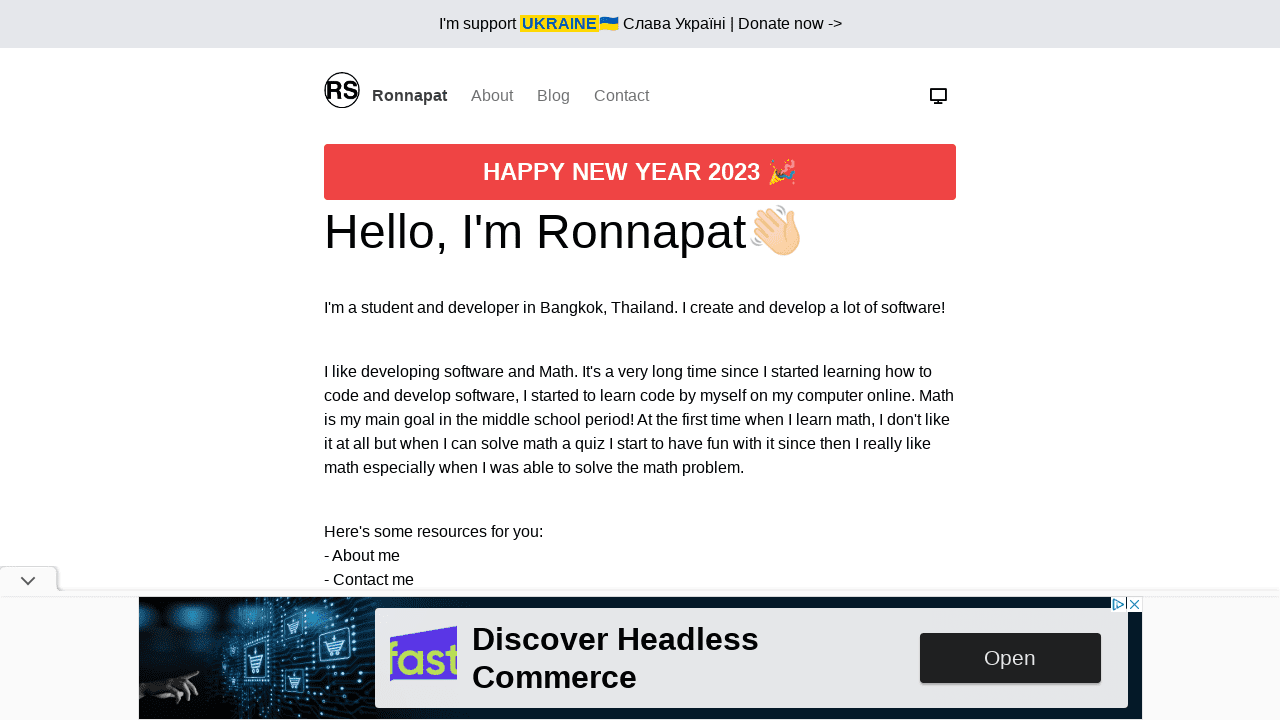 I'm support UKRAINE🇺🇦 Слава Україні | Donate now ->
RS Ronnapat About Blog Contact
HAPPY NEW YEAR 2023 🎉
Hello, I'm Ronnapat👋🏻
I'm a student and developer in Bangkok, Thailand. I create and develop a lot of software!
I like developing software and Math. It's a very long time since I started learning how to
code and develop software, I started to learn code by myself on my computer online. Math
is my main goal in the middle school period! At the first time when I learn math, I don't like
it at all but when I can solve math a quiz I start to have fun with it since then I really like
math especially when I was able to solve the math problem.
Here's some resources for you:
- About me
- Contact me
fast
Discover Headless
Commerce
Open